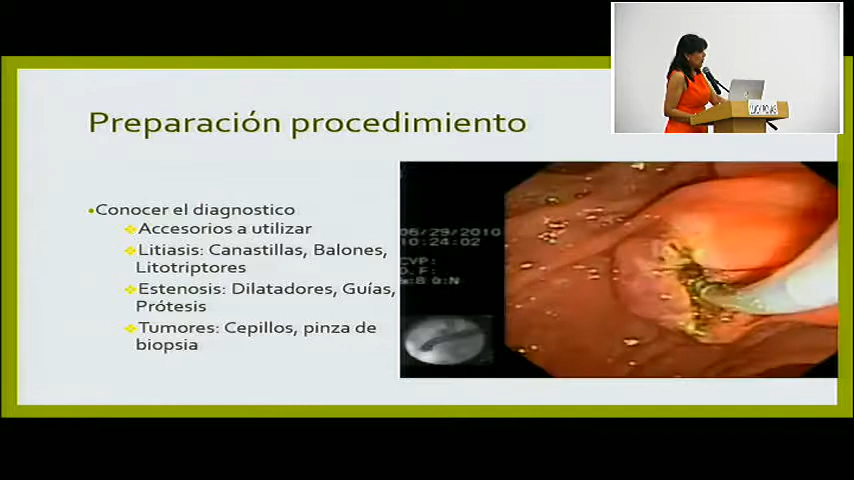 Preparación procedimiento
•Conocer el diagnostico
Accesorios a utilizar
Litiasis: Canastillas, Balones,
Litotriptores
Estenosis: Dilatadores, Guías,
Prótesis
Tumores: Cepillos, pinza de
biopsia
06/29/2010
10:24:02
CVP:
D.F: